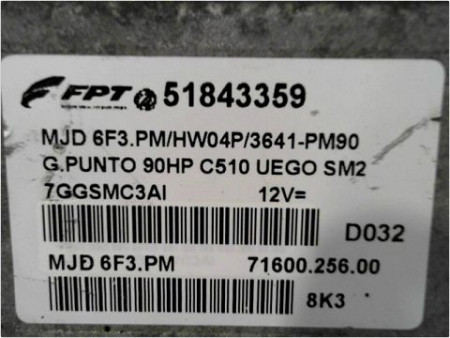 FPT 51843359
MJD 6F3.PM/HW04P/3641-PM90
G.PUNTO 90HP C510 UEGO SM2
7GGSMC3AI 12V=
D032
MJD 6F3.PM 71600.256.00
8K3